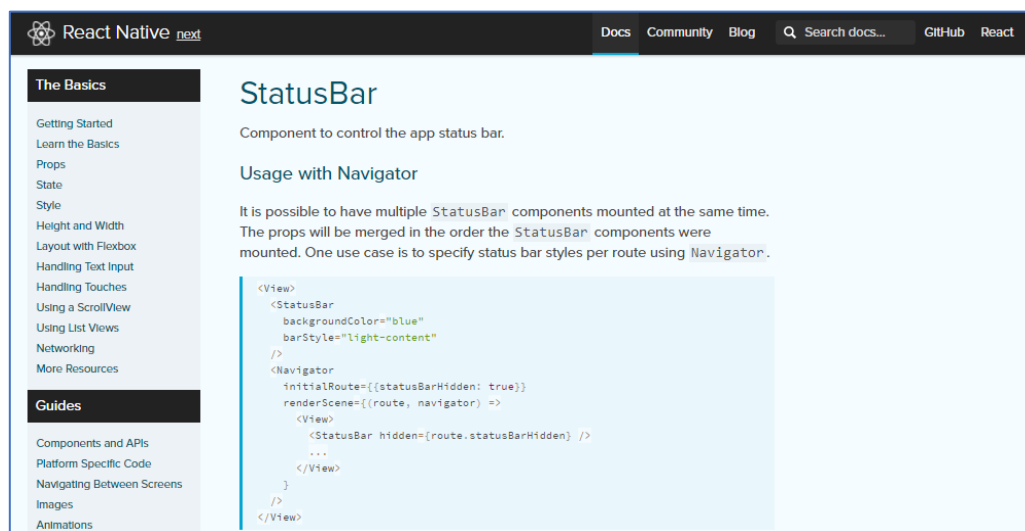 React Native next
Docs Community Blog Search docs... GitHub React
The Basics
Getting Started
Learn the Basics
Props
State
Style
Height and Width
Layout with Flexbox
Handling Text Input
Handling Touches
Using a ScrollView
Using List Views
Networking
More Resources
Guides
Components and APIs
Platform Specific Code
Navigating Between Screens
Images
Animations
StatusBar
Component to control the app status bar.
Usage with Navigator
It is possible to have multiple StatusBar components mounted at the same time.
The props will be merged in the order the StatusBar components were
mounted. One use case is to specify status bar styles per route using Navigator.
<View>
  <StatusBar
    backgroundColor="blue"
    barStyle="light-content"
  />
  <Navigator
    initialRoute={{statusBarHidden: true}}
    renderScene={(route, navigator) =>
      <View>
        <StatusBar hidden={route.statusBarHidden} />
        ...
      </View>
    }
  />
</View>